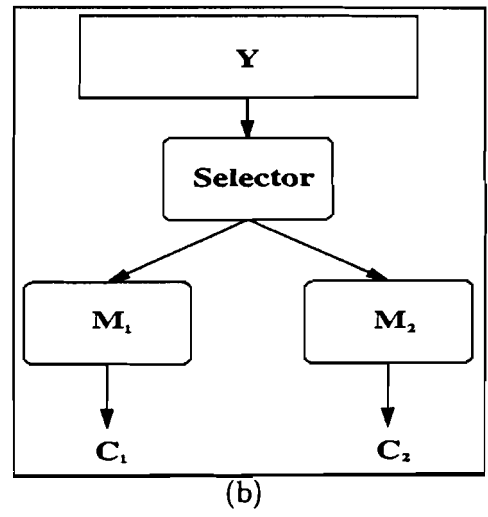 Y
Selector
M₁ M₂
C₁ C₂
(b)